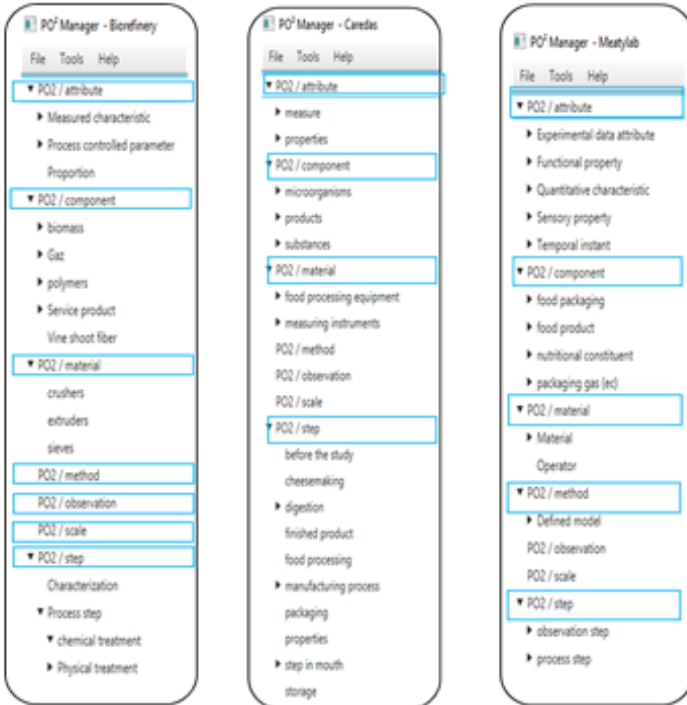 PO² Manager - Biorefinery
File Tools Help
PO2 / attribute
Measured characteristic
Process controlled parameter
Proportion
PO2 / component
biomass
Gaz
polymers
Service product
Vine shoot fiber
PO2 / material
crushers
extruders
sieves
PO2 / method
PO2 / observation
PO2 / scale
PO2 / step
Characterization
Process step
chemical treatment
Physical treatment
PO² Manager - Caredas
File Tools Help
PO2 / attribute
measure
properties
PO2 / component
microorganisms
products
substances
PO2 / material
food processing equipment
measuring instruments
PO2 / method
PO2 / observation
PO2 / scale
PO2 / step
before the study
cheesemaking
digestion
finished product
food processing
manufacturing process
packaging
properties
step in mouth
storage
PO² Manager - Meatylab
File Tools Help
PO2 / attribute
Experimental data attribute
Functional property
Quantitative characteristic
Sensory property
Temporal instant
PO2 / component
food packaging
food product
nutritional constituent
packaging gas (ec)
PO2 / material
Material
Operator
PO2 / method
Defined model
PO2 / observation
PO2 / scale
PO2 / step
observation step
process step